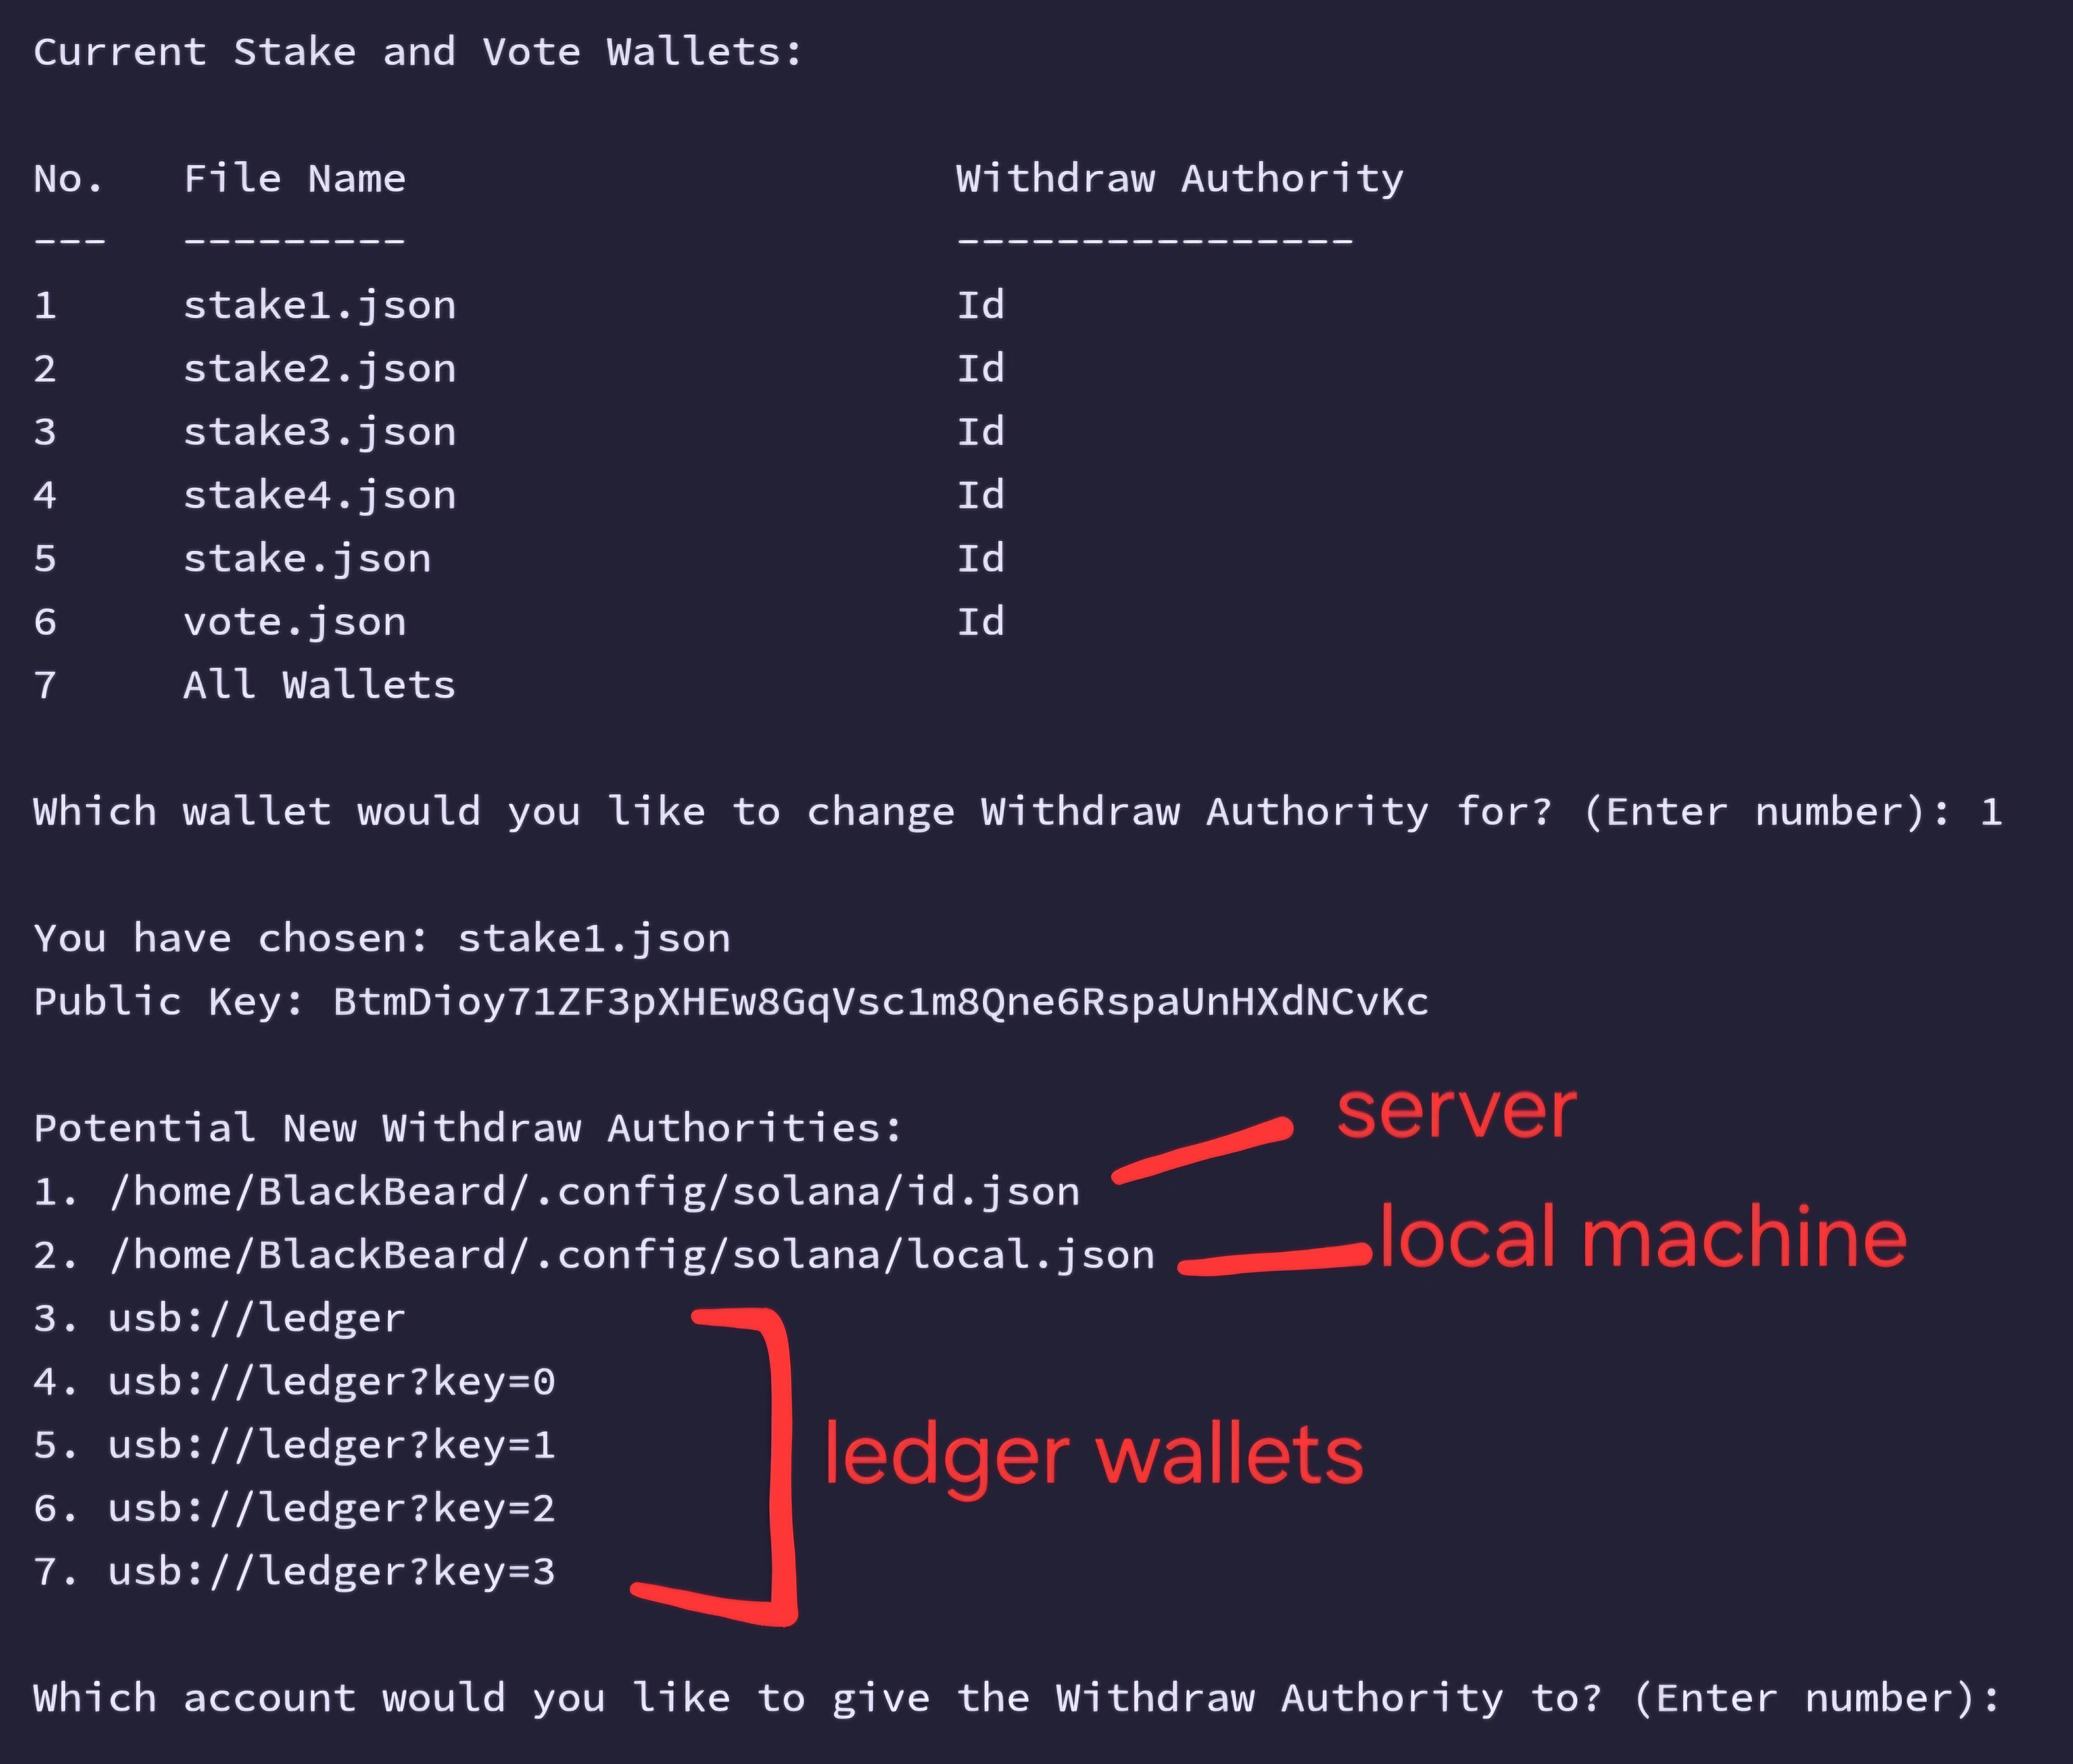 Current Stake and Vote Wallets:
No. File Name Withdraw Authority
--- --------- ----------------
1 stake1.json Id
2 stake2.json Id
3 stake3.json Id
4 stake4.json Id
5 stake.json Id
6 vote.json Id
7 All Wallets
Which wallet would you like to change Withdraw Authority for? (Enter number): 1
You have chosen: stake1.json
Public Key: BtmDioy71ZF3pXHEw8GqVsc1m8Qne6RspaUnHXdNCvKc
Potential New Withdraw Authorities:
server
1. /home/BlackBeard/.config/solana/id.json
2. /home/BlackBeard/.config/solana/local.json
local machine
3. usb://ledger
4. usb://ledger?key=0
5. usb://ledger?key=1
ledger wallets
6. usb://ledger?key=2
7. usb://ledger?key=3
Which account would you like to give the Withdraw Authority to? (Enter number):